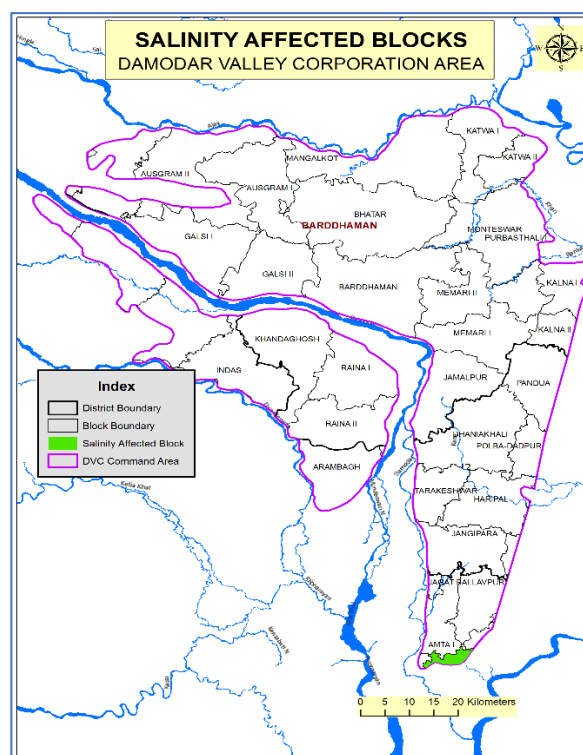 SALINITY AFFECTED BLOCKS
DAMODAR VALLEY CORPORATION AREA
N
W E
S
Ajay
KATWA I
MANGALKOT
KATWA II
AUSGRAM II
AUSGRAM I
BHATAR
BARDDHAMAN
MONTESWAR
PURBASTHALI
GALSI I
GALSI II
BARDDHAMAN
MEMARI II
KALNA I
KALNA II
MEMARI I
KHANDAGHOSH
RAINA I
INDAS
JAMALPUR
PANDUA
Index
District Boundary
Block Boundary
Salinity Affected Block
DVC Command Area
RAINA II
DHANIAKHALI
POLBA-DADPUR
ARAMBAGH
TARAKESHWAR
HARIPAL
JANGIPARA
JAGATBALLAVPUR
AMTA I
0 5 10 15 20 Kilometers